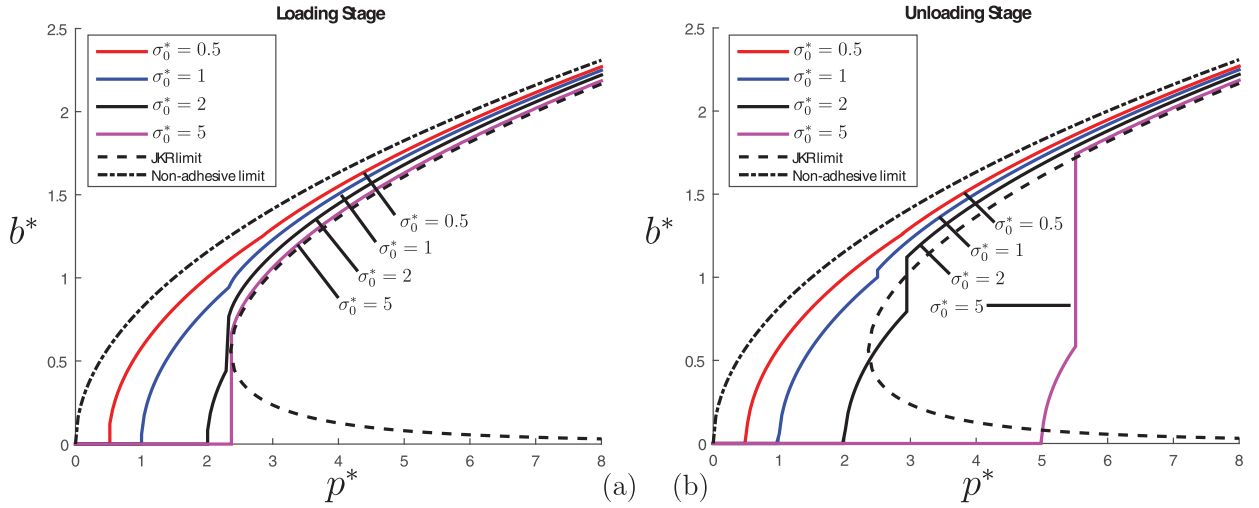 Loading Stage
2.5
2
1.5
1
0.5
0
b*
σ₀* = 0.5
σ₀* = 1
σ₀* = 2
σ₀* = 5
JKR limit
Non-adhesive limit
σ₀* = 0.5
σ₀* = 1
σ₀* = 2
σ₀* = 5
0 1 2 3 4 5 6 7 8
p*
(a)
Unloading Stage
2.5
2
1.5
1
0.5
0
b*
σ₀* = 0.5
σ₀* = 1
σ₀* = 2
σ₀* = 5
JKR limit
Non-adhesive limit
σ₀* = 0.5
σ₀* = 1
σ₀* = 2
σ₀* = 5
0 1 2 3 4 5 6 7 8
(b)
p*